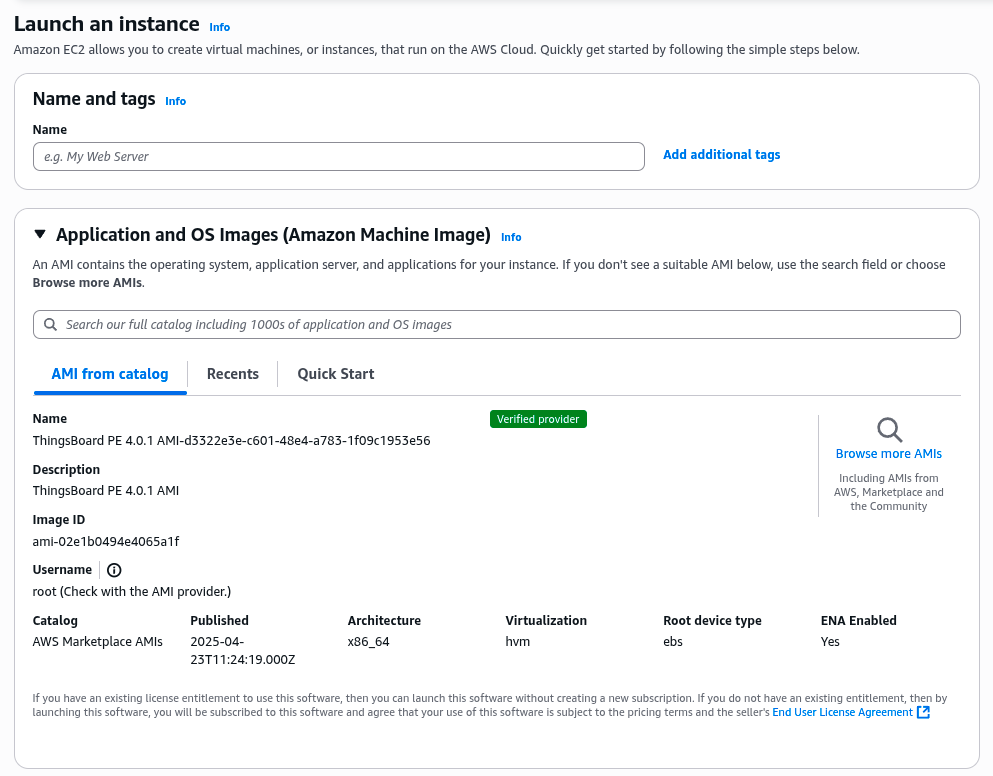 Launch an instance Info
Amazon EC2 allows you to create virtual machines, or instances, that run on the AWS Cloud. Quickly get started by following the simple steps below.
Name and tags Info
Name
e.g. My Web Server
Add additional tags
Application and OS Images (Amazon Machine Image) Info
An AMI contains the operating system, application server, and applications for your instance. If you don't see a suitable AMI below, use the search field or choose
Browse more AMIs.
Search our full catalog including 1000s of application and OS images
AMI from catalog
Recents
Quick Start
Name
Verified provider
ThingsBoard PE 4.0.1 AMI-d3322e3e-c601-48e4-a783-1f09c1953e56
Description
ThingsBoard PE 4.0.1 AMI
Image ID
ami-02e1b0494e4065a1f
Username
root (Check with the AMI provider.)
Browse more AMIs
Including AMIs from
AWS, Marketplace and
the Community
Catalog
AWS Marketplace AMIs
Published
2025-04-
23T11:24:19.000Z
Architecture
x86_64
Virtualization
hvm
Root device type
ebs
ENA Enabled
Yes
If you have an existing license entitlement to use this software, then you can launch this software without creating a new subscription. If you do not have an existing entitlement, then by
launching this software, you will be subscribed to this software and agree that your use of this software is subject to the pricing terms and the seller's End User License Agreement